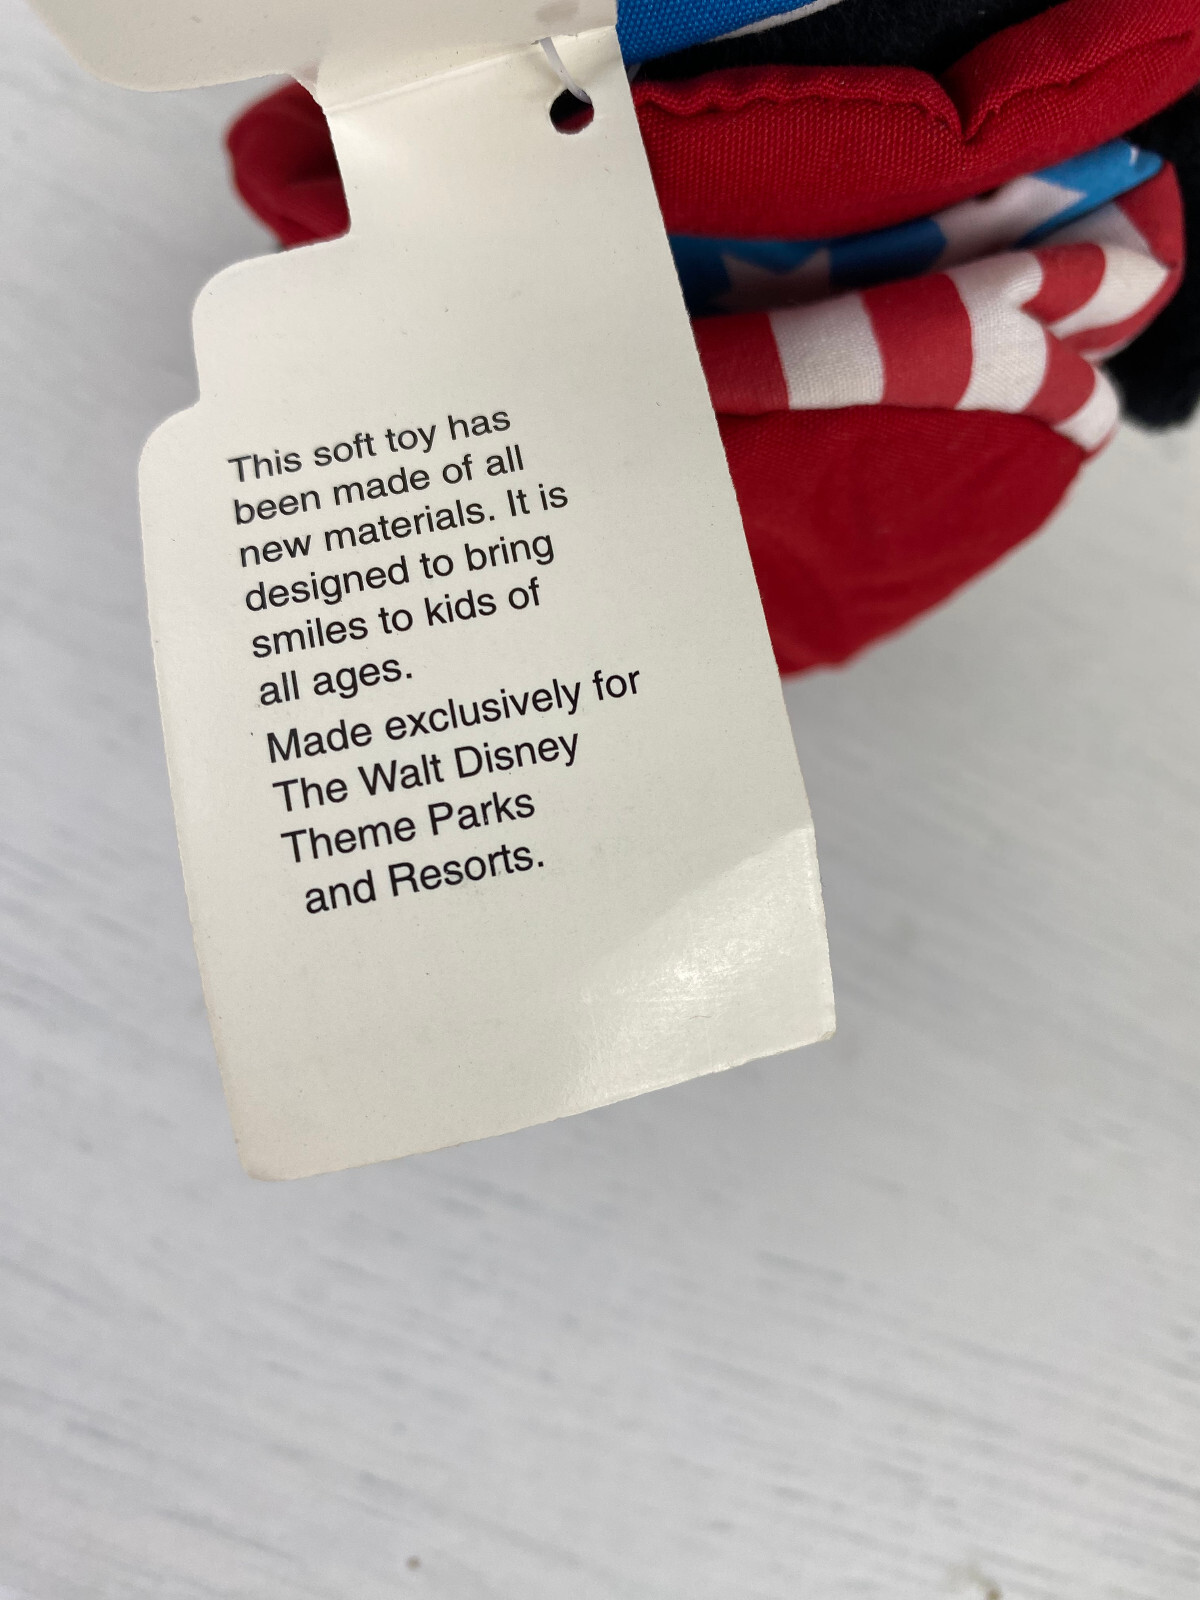 This soft toy has
been made of all
new materials. It is
designed to bring
smiles to kids of
all ages.
Made exclusively for
The Walt Disney
Theme Parks
and Resorts.